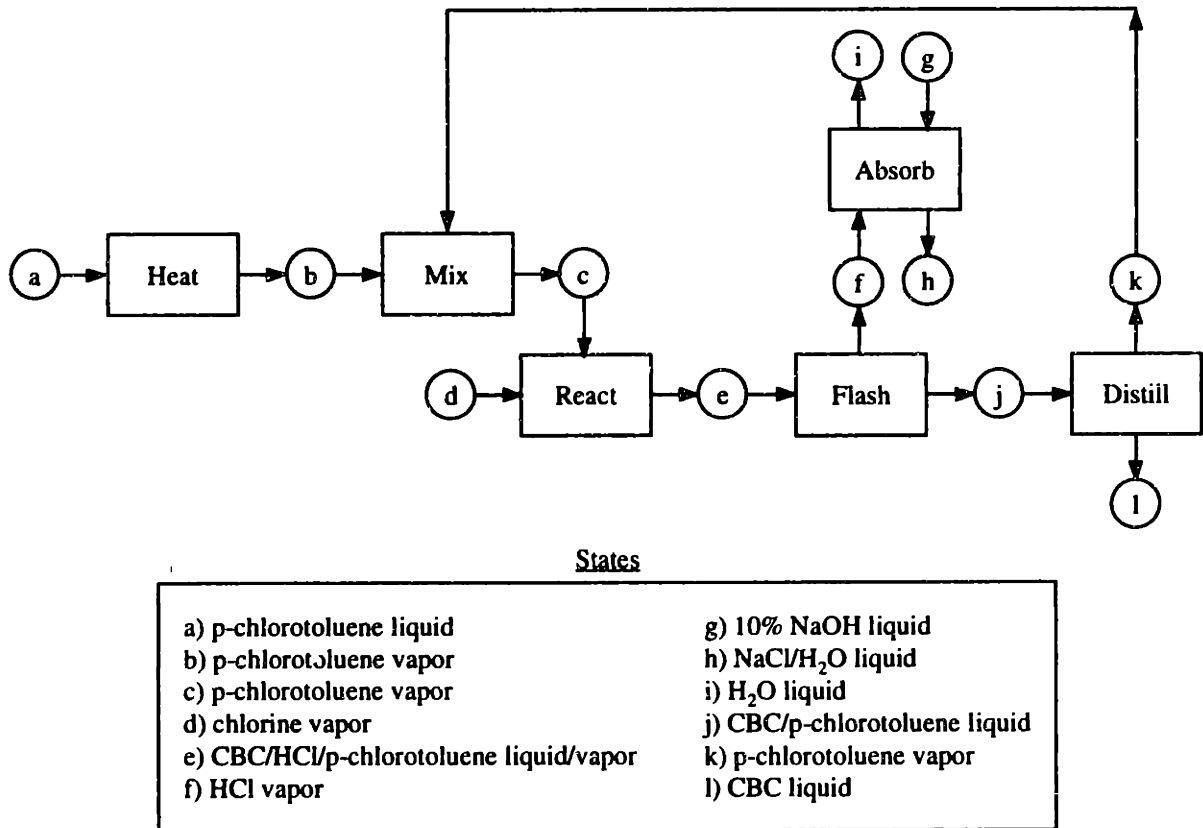 i
g
Absorb
a
Heat
b
Mix
c
f
h
k
d
React
e
Flash
j
Distill
l
States
a) p-chlorotoluene liquid
b) p-chlorotoluene vapor
c) p-chlorotoluene vapor
d) chlorine vapor
e) CBC/HCl/p-chlorotoluene liquid/vapor
f) HCl vapor
g) 10% NaOH liquid
h) NaCl/H₂O liquid
i) H₂O liquid
j) CBC/p-chlorotoluene liquid
k) p-chlorotoluene vapor
l) CBC liquid